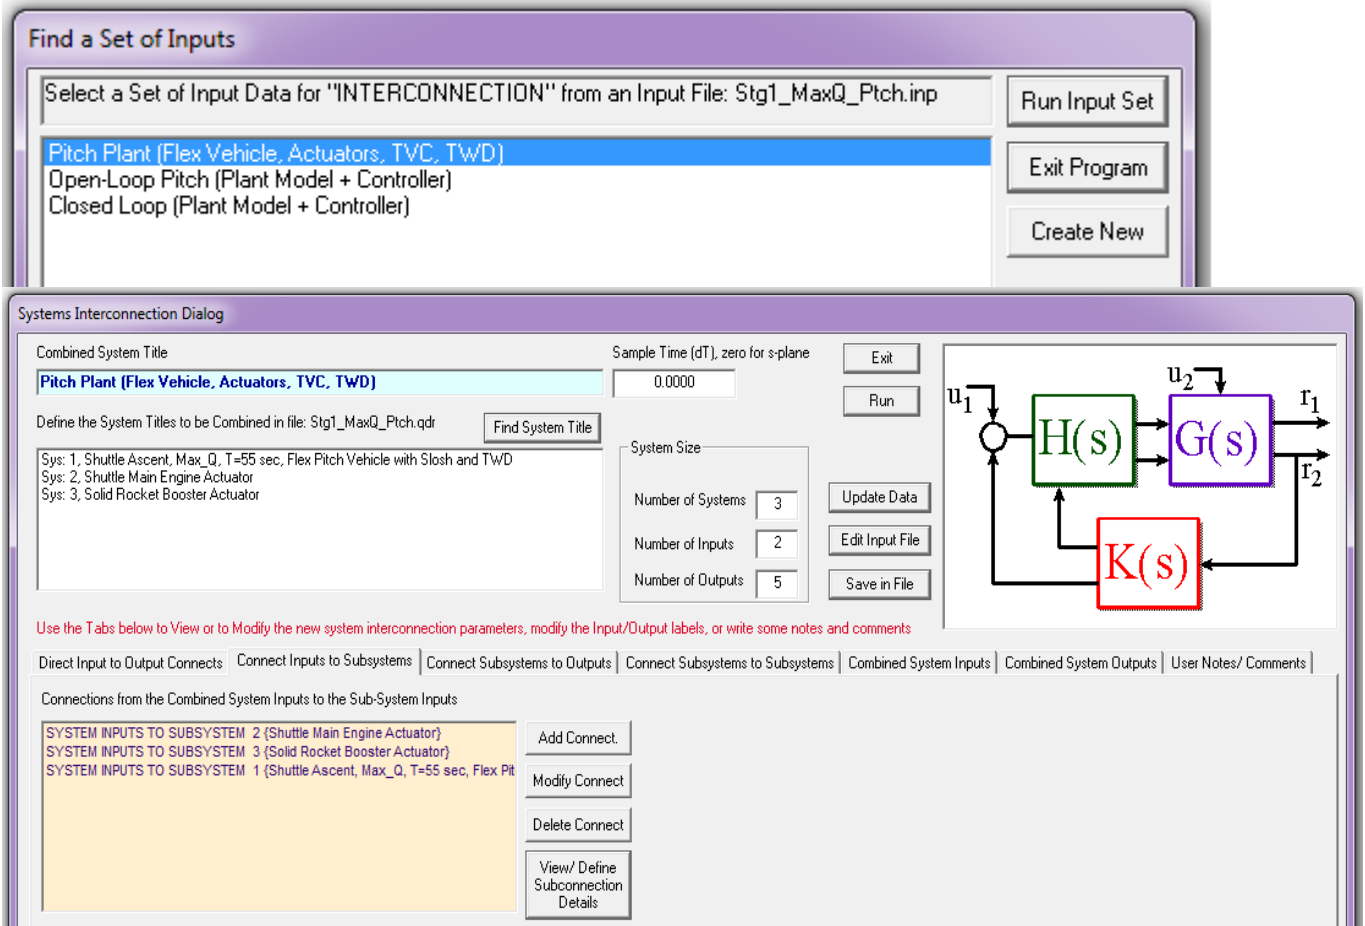 Find a Set of Inputs
Select a Set of Input Data for "INTERCONNECTION" from an Input File: Stg1_MaxQ_Ptch.inp
Run Input Set
Pitch Plant (Flex Vehicle, Actuators, TVC, TWD)
Open-Loop Pitch (Plant Model + Controller)
Closed Loop (Plant Model + Controller)
Exit Program
Create New
Systems Interconnection Dialog
Combined System Title
Sample Time (dT), zero for s-plane
Exit
Pitch Plant (Flex Vehicle, Actuators, TVC, TWD)
0.0000
Run
Define the System Titles to be Combined in file: Stg1_MaxQ_Ptch.qdr
Find System Title
Sys: 1, Shuttle Ascent, Max_Q, T=55 sec, Flex Pitch Vehicle with Slosh and TWD
Sys: 2, Shuttle Main Engine Actuator
Sys: 3, Solid Rocket Booster Actuator
System Size
Number of Systems 3
Number of Inputs 2
Number of Outputs 5
Update Data
Edit Input File
Save in File
u1
u2
H(s)
G(s)
r1
r2
K(s)
Use the Tabs below to View or to Modify the new system interconnection parameters, modify the Input/Output labels, or write some notes and comments
Direct Input to Output Connects
Connect Inputs to Subsystems
Connect Subsystems to Outputs
Connect Subsystems to Subsystems
Combined System Inputs
Combined System Outputs
User Notes/ Comments
Connections from the Combined System Inputs to the Sub-System Inputs
SYSTEM INPUTS TO SUBSYSTEM 2 {Shuttle Main Engine Actuator}
SYSTEM INPUTS TO SUBSYSTEM 3 {Solid Rocket Booster Actuator}
SYSTEM INPUTS TO SUBSYSTEM 1 {Shuttle Ascent, Max_Q, T=55 sec, Flex Pit
Add Connect.
Modify Connect
Delete Connect
View/ Define
Subconnection
Details